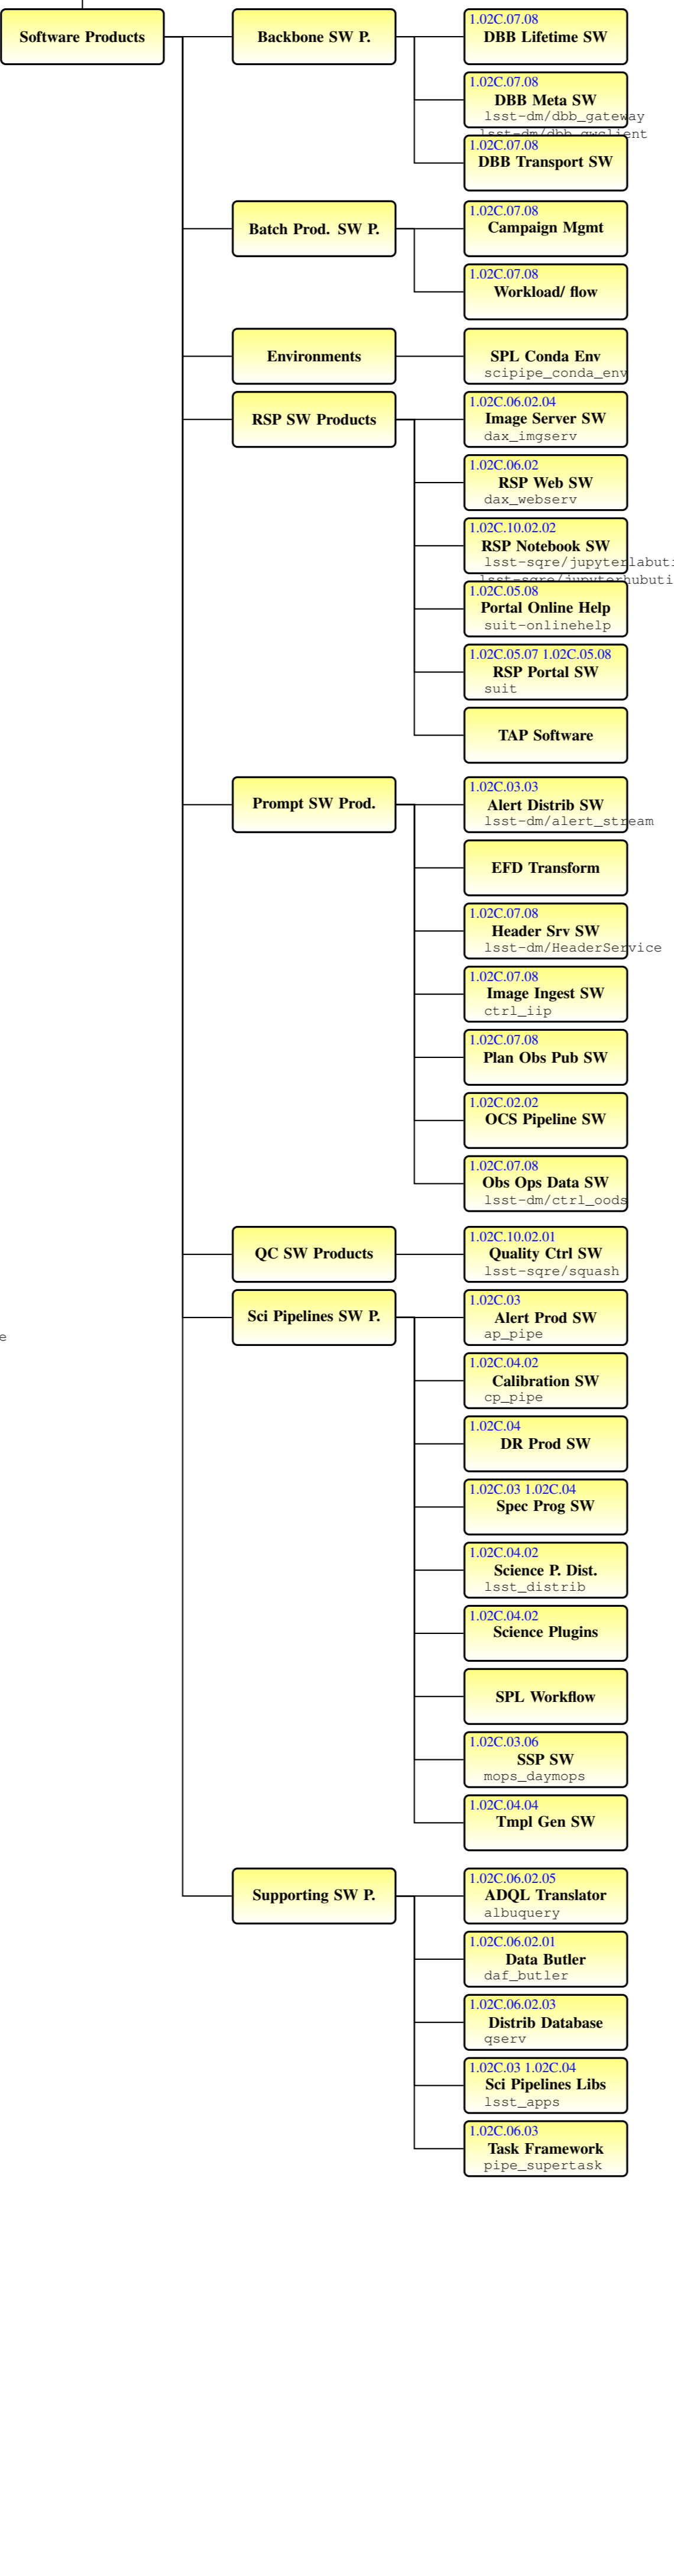 Software Products
Backbone SW P.
1.02C.07.08
DBB Lifetime SW
1.02C.07.08
DBB Meta SW
lsst-dm/dbb_gateway
lsst-dm/dbb_gwclient
1.02C.07.08
DBB Transport SW
Batch Prod. SW P.
1.02C.07.08
Campaign Mgmt
1.02C.07.08
Workload/ flow
Environments
SPL Conda Env
scipipe_conda_env
RSP SW Products
1.02C.06.02.04
Image Server SW
dax_imgserv
1.02C.06.02
RSP Web SW
dax_webserv
1.02C.10.02.02
RSP Notebook SW
lsst-sqre/jupyterlabuti
lsst-sqre/jupyterhubuti
1.02C.05.08
Portal Online Help
suit-onlinehelp
1.02C.05.07 1.02C.05.08
RSP Portal SW
suit
TAP Software
Prompt SW Prod.
1.02C.03.03
Alert Distrib SW
lsst-dm/alert_stream
EFD Transform
1.02C.07.08
Header Srv SW
lsst-dm/HeaderService
1.02C.07.08
Image Ingest SW
ctrl_iip
1.02C.07.08
Plan Obs Pub SW
1.02C.02.02
OCS Pipeline SW
1.02C.07.08
Obs Ops Data SW
lsst-dm/ctrl_oods
QC SW Products
1.02C.10.02.01
Quality Ctrl SW
lsst-sqre/squash
Sci Pipelines SW P.
1.02C.03
Alert Prod SW
ap_pipe
e
1.02C.04.02
Calibration SW
cp_pipe
1.02C.04
DR Prod SW
1.02C.03 1.02C.04
Spec Prog SW
1.02C.04.02
Science P. Dist.
lsst_distrib
1.02C.04.02
Science Plugins
SPL Workflow
1.02C.03.06
SSP SW
mops_daymops
1.02C.04.04
Tmpl Gen SW
Supporting SW P.
1.02C.06.02.05
ADQL Translator
albuquery
1.02C.06.02.01
Data Butler
daf_butler
1.02C.06.02.03
Distrib Database
qserv
1.02C.03 1.02C.04
Sci Pipelines Libs
lsst_apps
1.02C.06.03
Task Framework
pipe_supertask